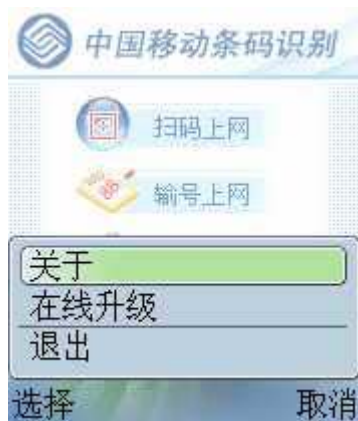 中国移动条码识别
扫码上网
输号上网
关于
在线升级
退出
选择 取消